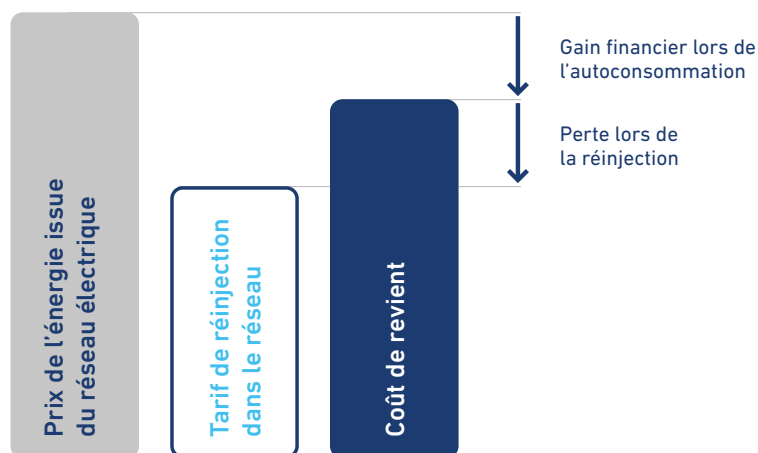 Gain financier lors de
l'autoconsommation
Perte lors de
la réinjection
Prix de l'énergie issue
du réseau électrique
Tarif de réinjection
dans le réseau
Coût de revient